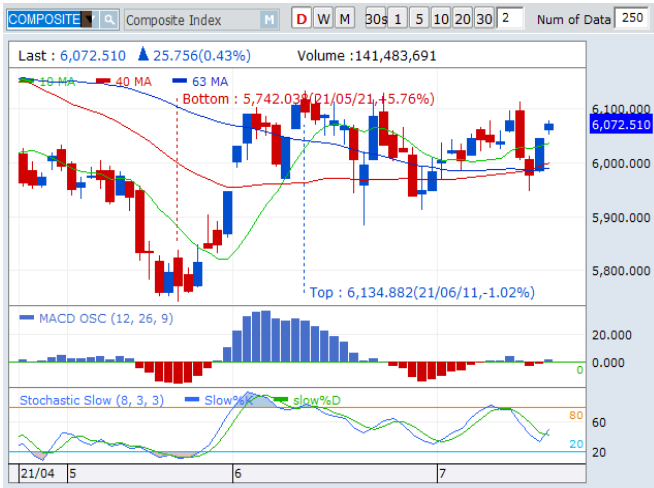 COMPOSITE Composite Index M D W M 30s 1 5 10 20 30 2 Num of Data 250
Last : 6,072.510 25.756(0.43%) Volume :141,483,691
10 MA 40 MA 63 MA
Bottom : 5,742.038(21/05/21,+5.76%)
6,100.000
6,072.510
6,000.000
5,900.000
5,800.000
Top : 6,134.882(21/06/11,-1.02%)
MACD OSC (12, 26, 9)
20.000
0.000
0
Stochastic Slow (8, 3, 3) Slow%K slow%D
80
60
20
20
21/04 5 6 7